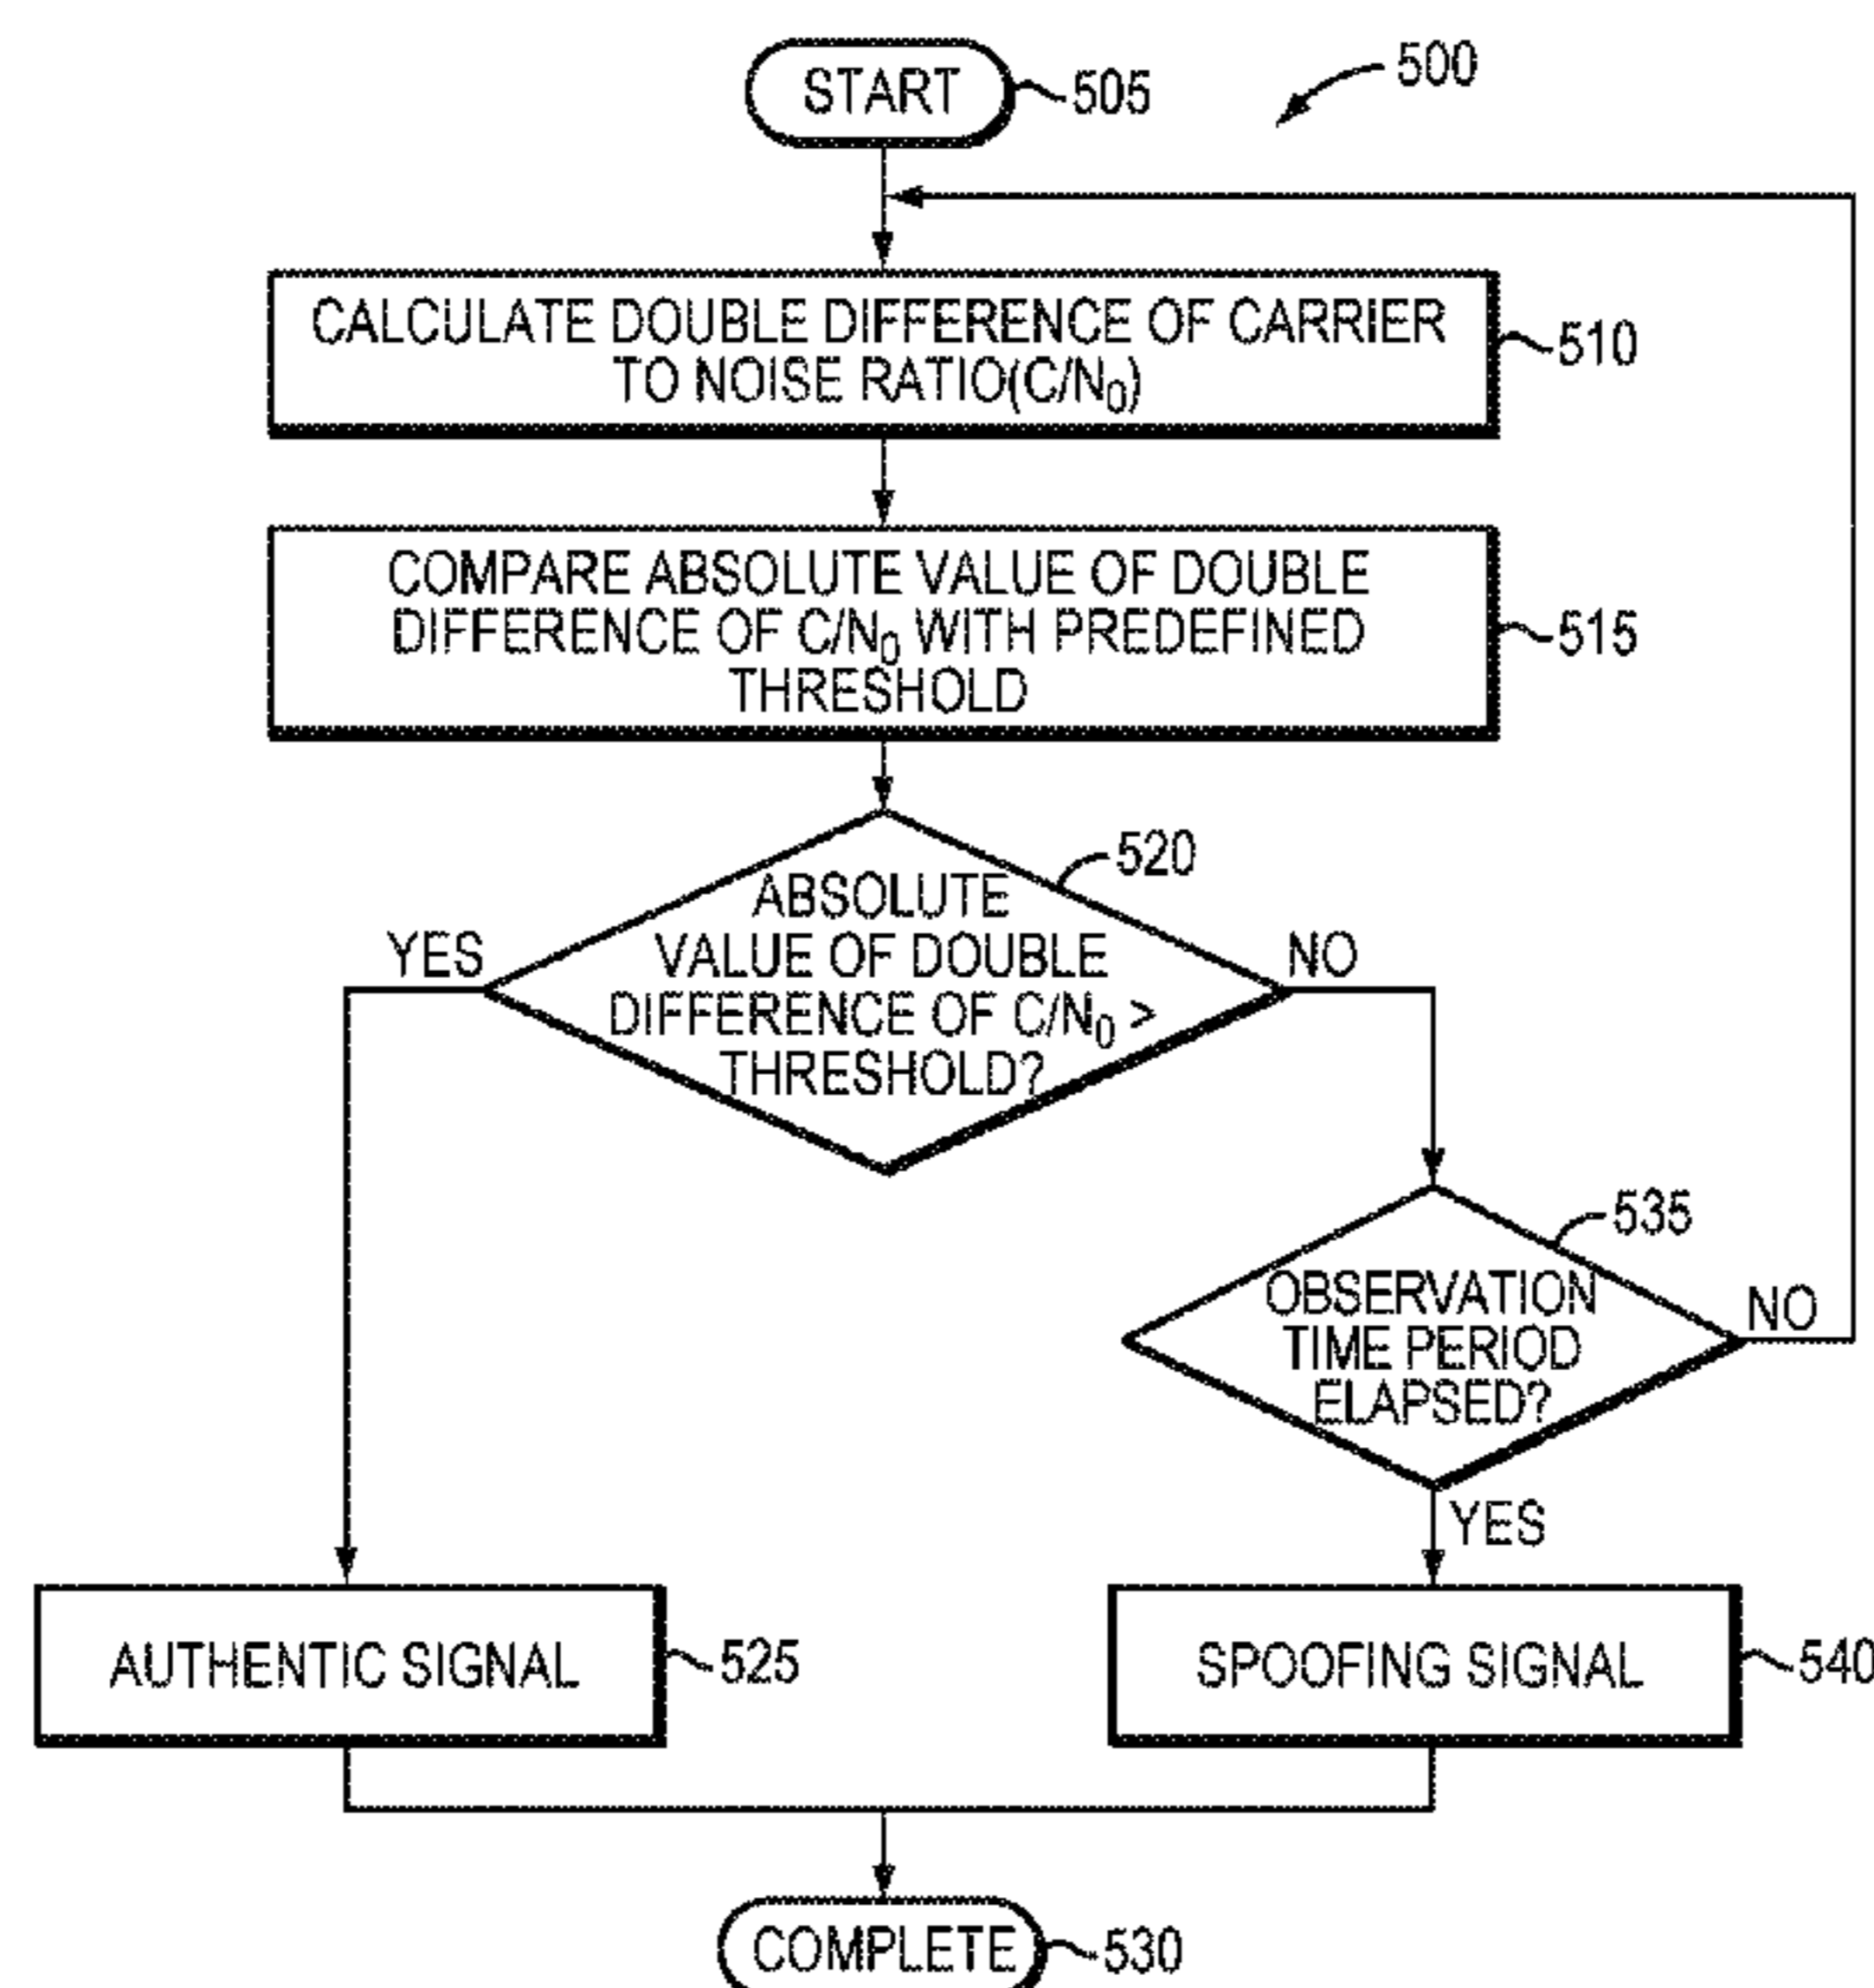 START
505
500
CALCULATE DOUBLE DIFFERENCE OF CARRIER
TO NOISE RATIO(C/N0)
510
COMPARE ABSOLUTE VALUE OF DOUBLE
DIFFERENCE OF C/N0 WITH PREDEFINED
THRESHOLD
515
520
ABSOLUTE
VALUE OF DOUBLE
DIFFERENCE OF C/N0 >
THRESHOLD?
YES
NO
535
OBSERVATION
TIME PERIOD
ELAPSED?
NO
YES
AUTHENTIC SIGNAL
525
SPOOFING SIGNAL
540
COMPLETE
530